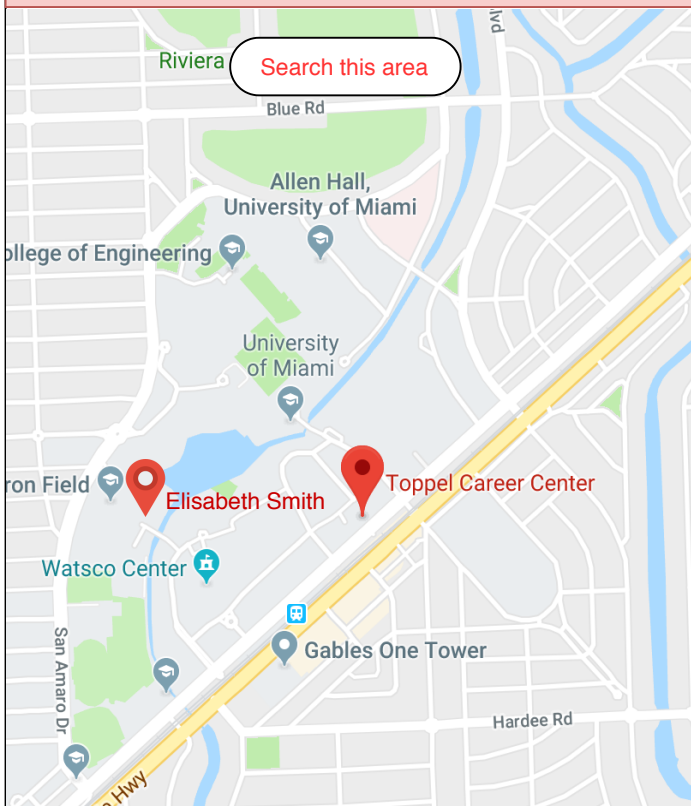 lvd
Riviera
Search this area
Blue Rd
Allen Hall,
University of Miami
ollege of Engineering
University
of Miami
ron Field
Elisabeth Smith
Toppel Career Center
Watsco Center
Gables One Tower
San Amaro Dr
Hardee Rd
e Hwy